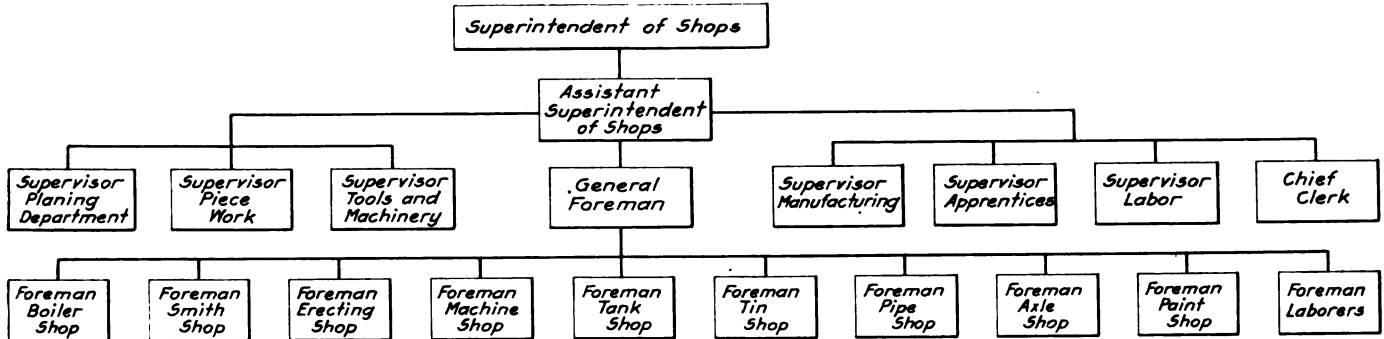 Superintendent of Shops
Assistant
Superintendent
of Shops
Supervisor
Planing
Department
Supervisor
Piece
Work
Supervisor
Tools and
Machinery
General
Foreman
Supervisor
Manufacturing
Supervisor
Apprentices
Supervisor
Labor
Chief
Clerk
Foreman
Boiler
Shop
Foreman
Smith
Shop
Foreman
Erecting
Shop
Foreman
Machine
Shop
Foreman
Tank
Shop
Foreman
Tin
Shop
Foreman
Pipe
Shop
Foreman
Axle
Shop
Foreman
Paint
Shop
Foreman
Laborers